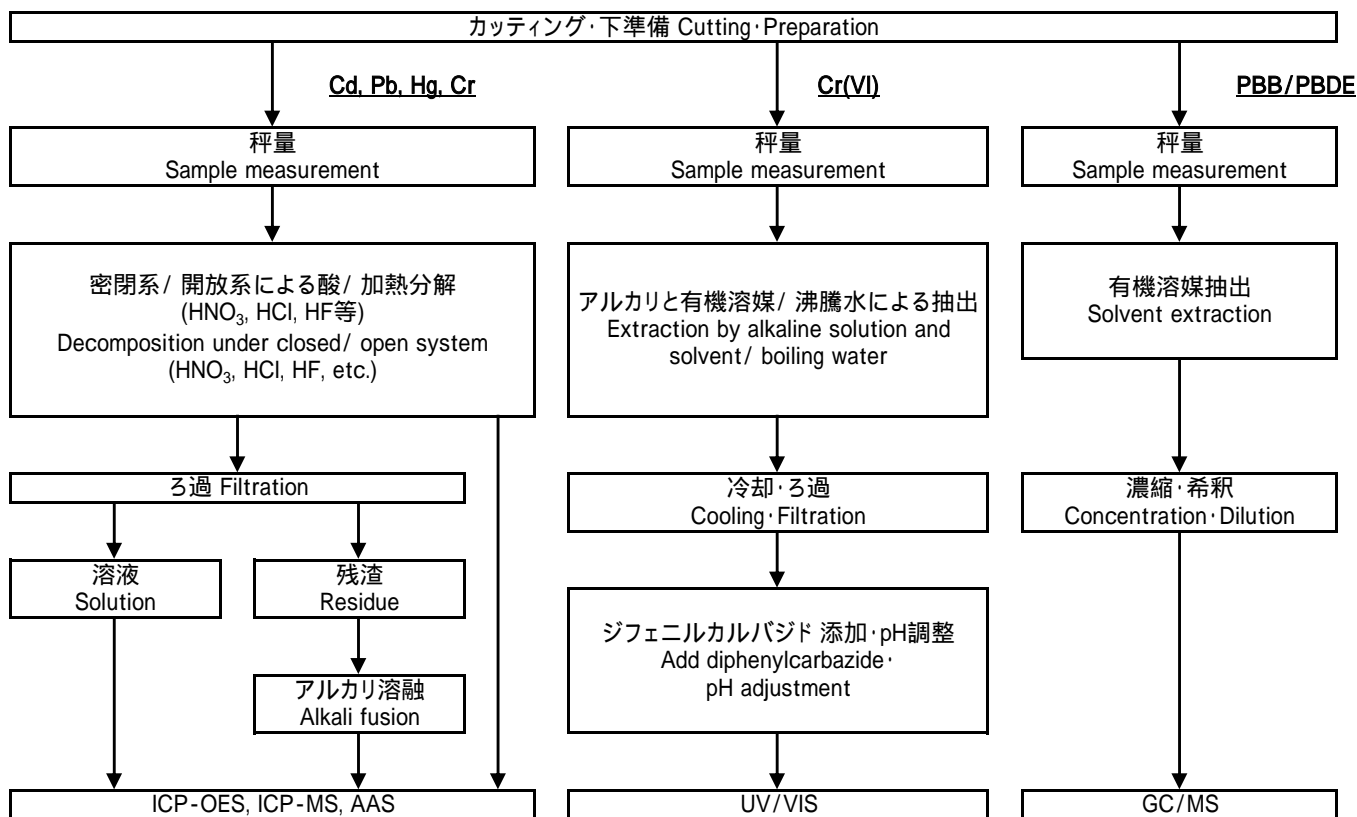 カッティング･下準備 Cutting･Preparation
Cd, Pb, Hg, Cr
Cr(VI)
PBB/PBDE
秤量
Sample measurement
秤量
Sample measurement
秤量
Sample measurement
密閉系/ 開放系による酸/ 加熱分解
(HNO₃, HCl, HF等)
Decomposition under closed/ open system
(HNO₃, HCl, HF, etc.)
アルカリと有機溶媒/ 沸騰水による抽出
Extraction by alkaline solution and
solvent/ boiling water
有機溶媒抽出
Solvent extraction
ろ過 Filtration
冷却･ろ過
Cooling･Filtration
濃縮･希釈
Concentration･Dilution
溶液
Solution
残渣
Residue
ジフェニルカルバジド 添加･pH調整
Add diphenylcarbazide･
pH adjustment
アルカリ溶融
Alkali fusion
ICP-OES, ICP-MS, AAS
UV/VIS
GC/MS